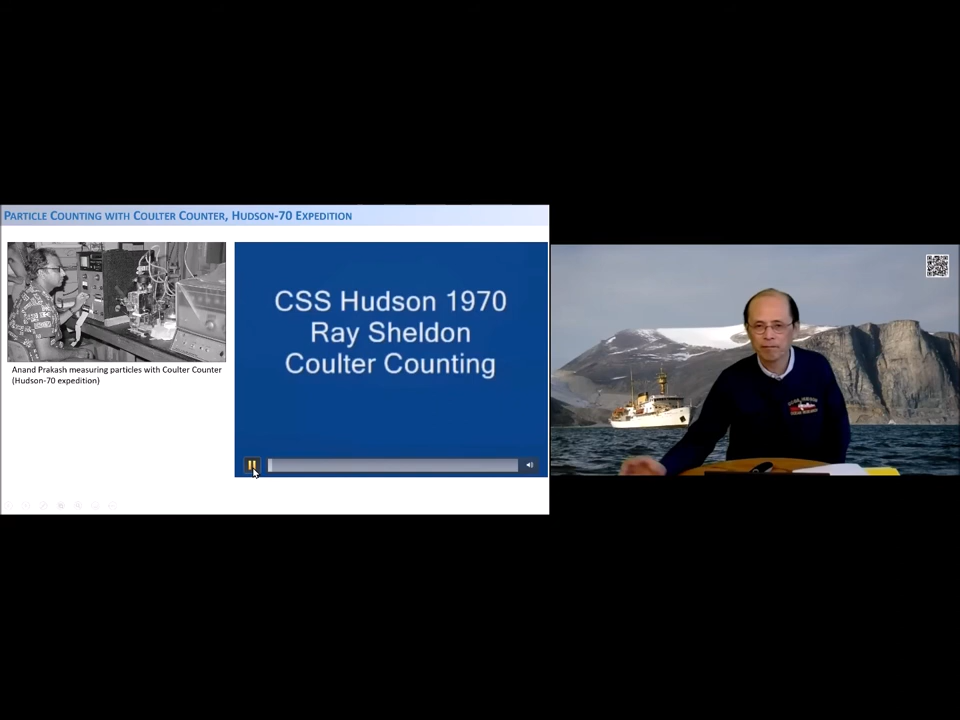 PARTICLE COUNTING WITH COULTER COUNTER, HUDSON-70 EXPEDITION
CSS Hudson 1970
Ray Sheldon
Coulter Counting
Anand Prakash measuring particles with Coulter Counter
(Hudson-70 expedition)